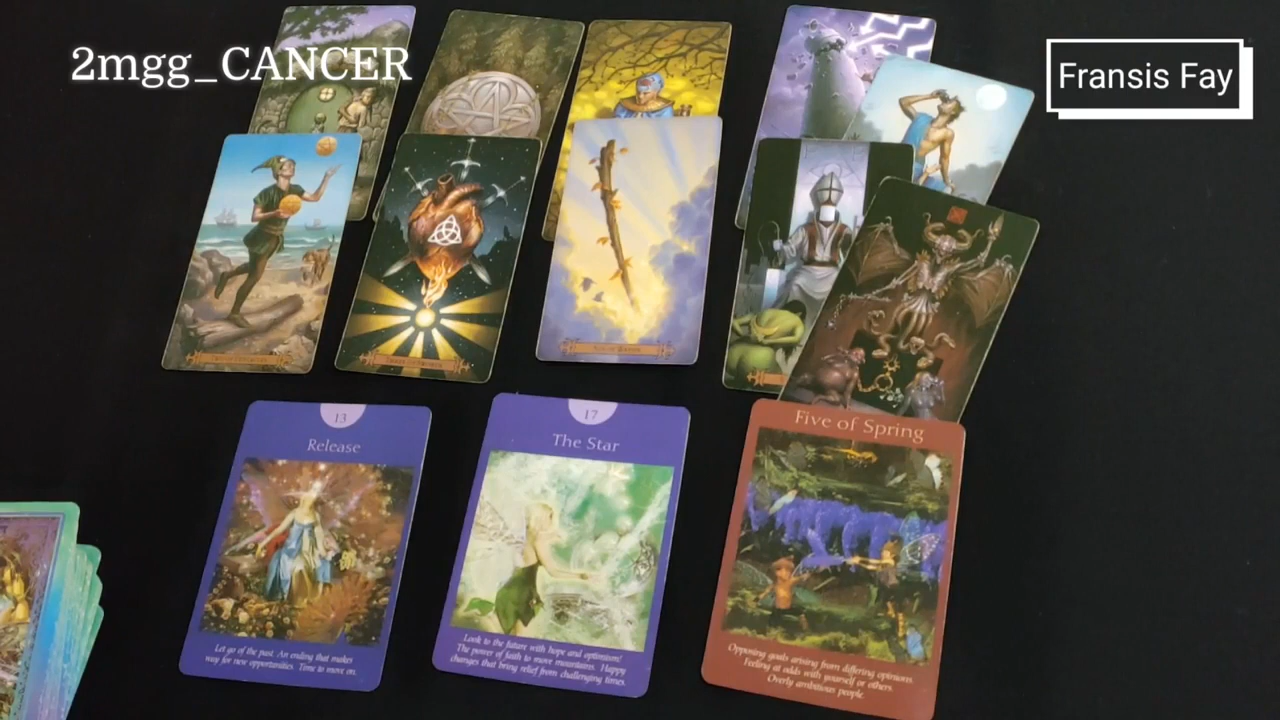 2mgg_CANCER
Fransis Fay
13
Release
Let go of the past. An ending that makes
way for new opportunities. Time to move on.
17
The Star
Look to the future with hope and optimism!
The power of faith to move mountains. Happy
changes that bring relief from challenging times.
Five of Spring
Opposing goals arising from differing opinions.
Feeling at odds with yourself or others.
Overly ambitious people.